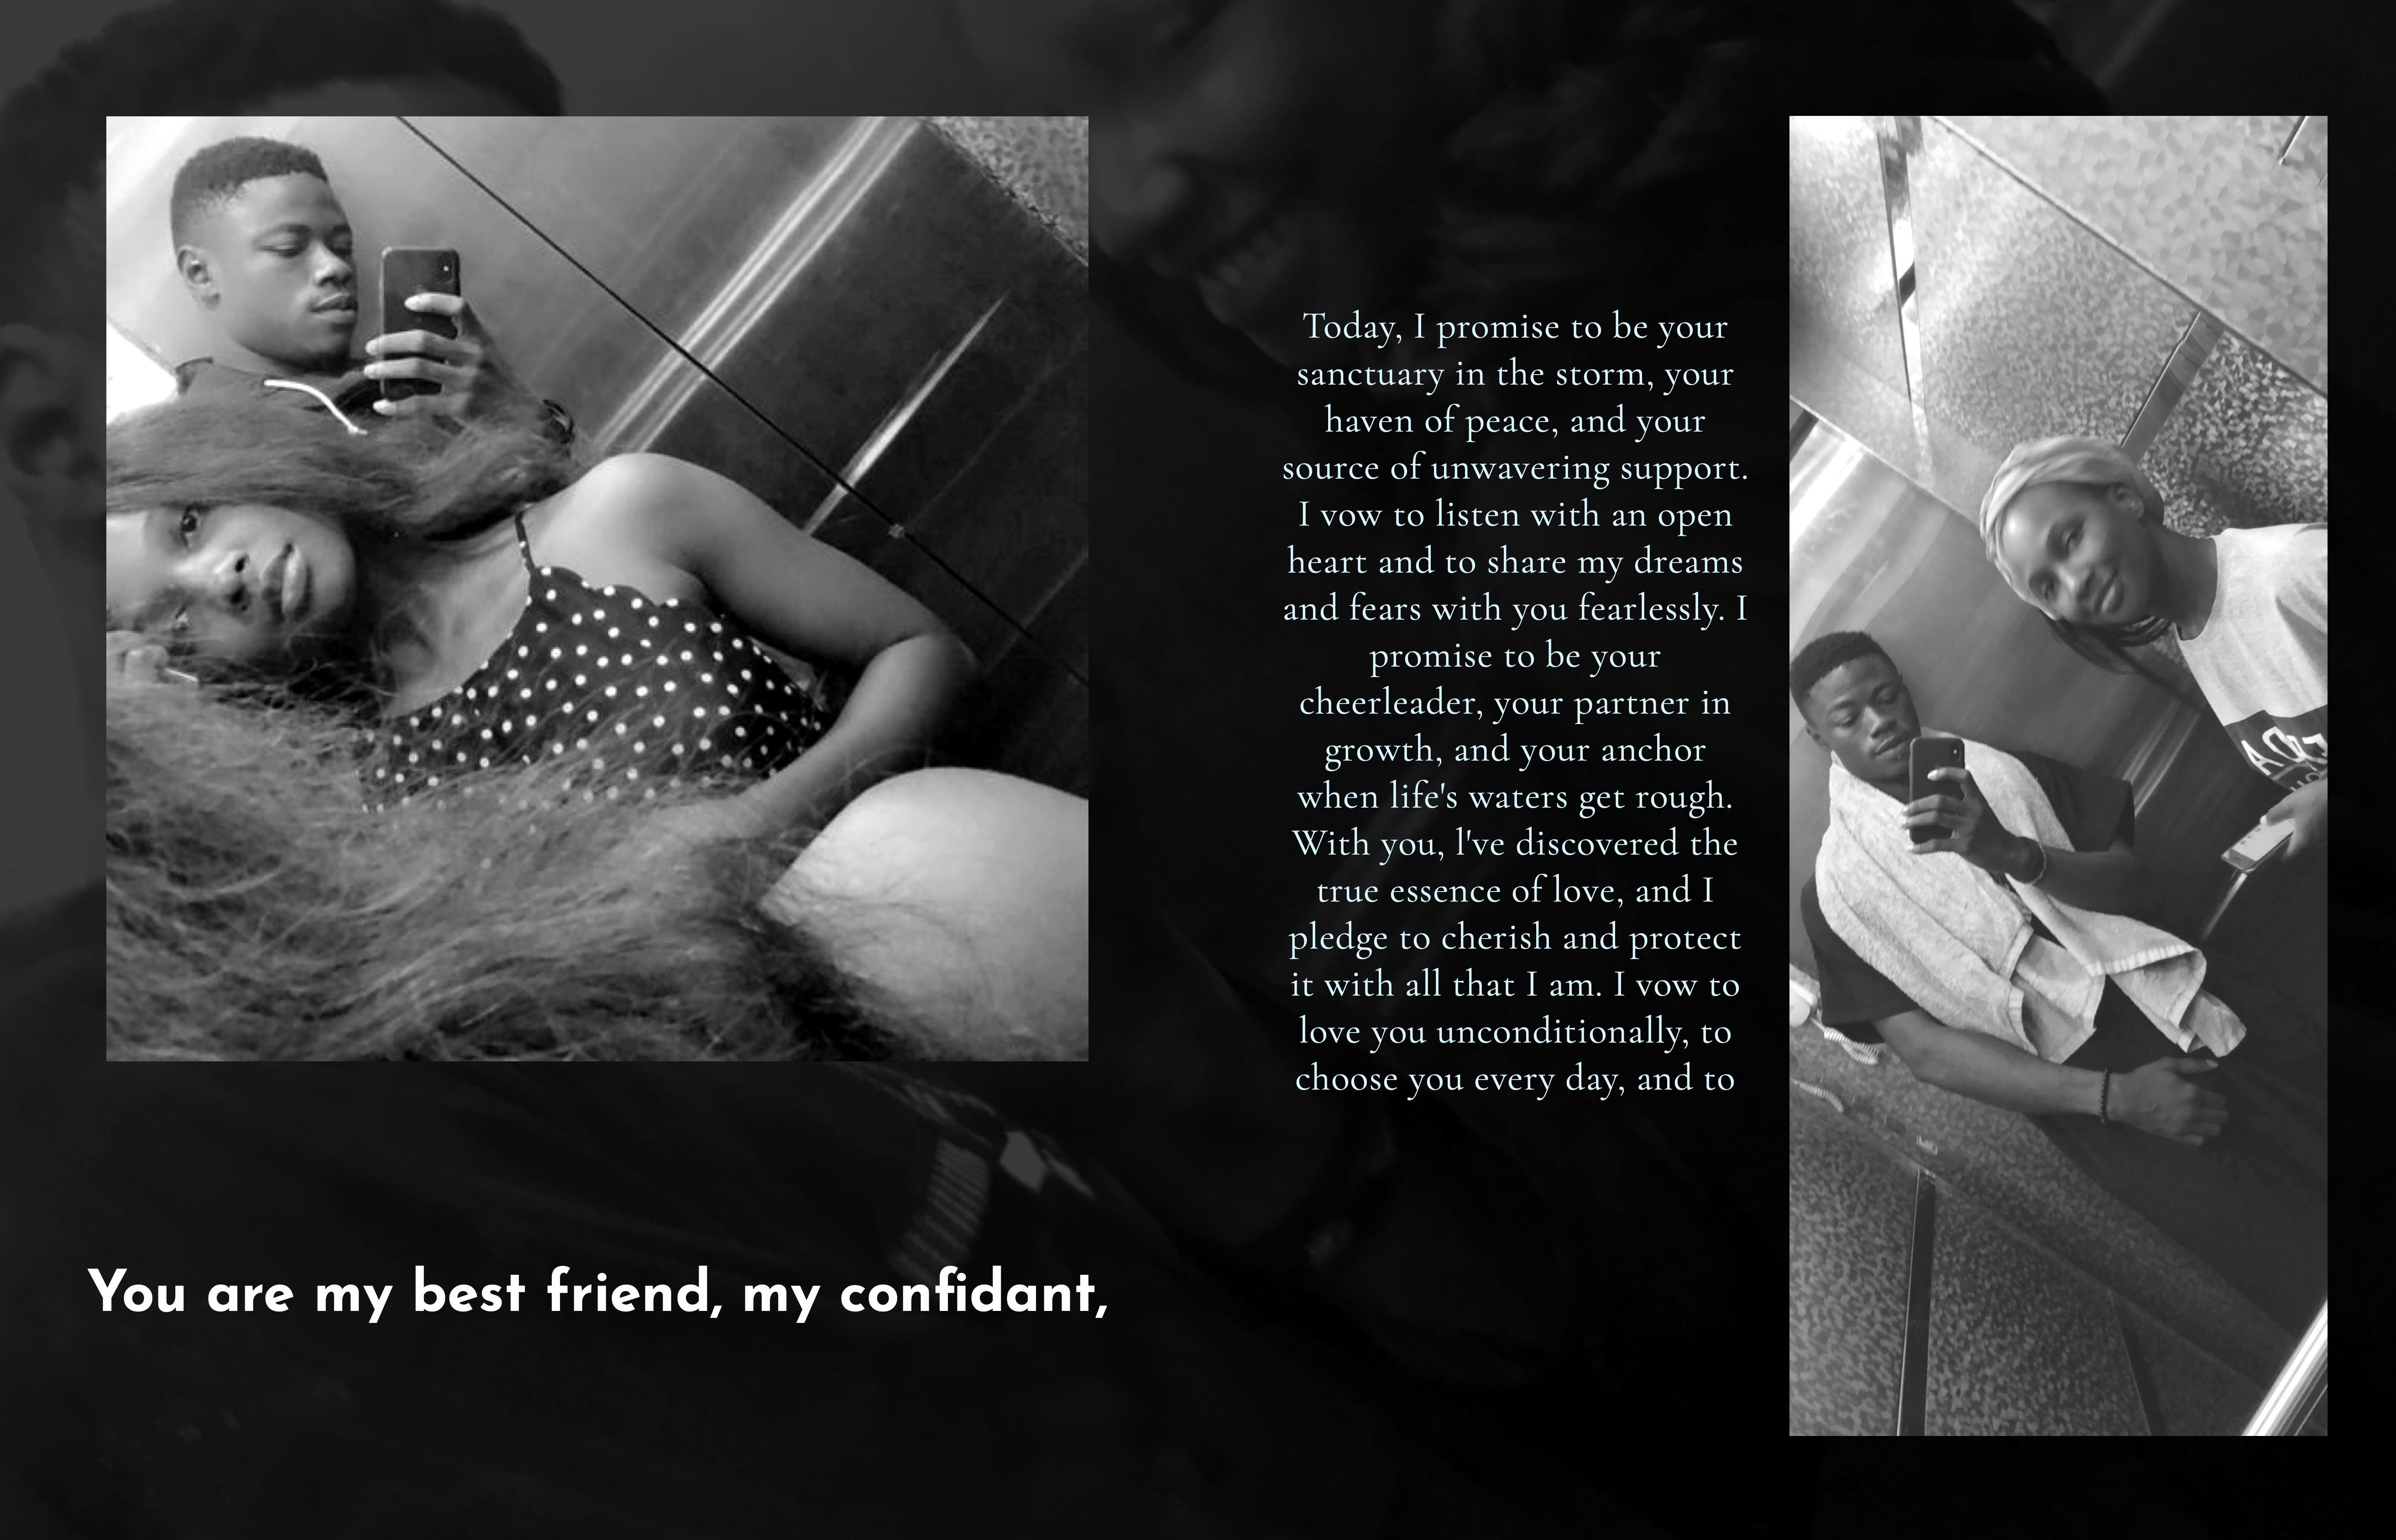 Today, I promise to be your
sanctuary in the storm, your
haven of peace, and your
source of unwavering support.
I vow to listen with an open
heart and to share my dreams
and fears with you fearlessly. I
promise to be your
cheerleader, your partner in
growth, and your anchor
when life's waters get rough.
With you, l've discovered the
true essence of love, and I
pledge to cherish and protect
it with all that I am. I vow to
love you unconditionally, to
choose you every day, and to
You are my best friend, my confidant,